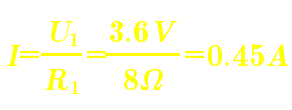 I = U₁/R₁ = 3.6V/8Ω = 0.45A